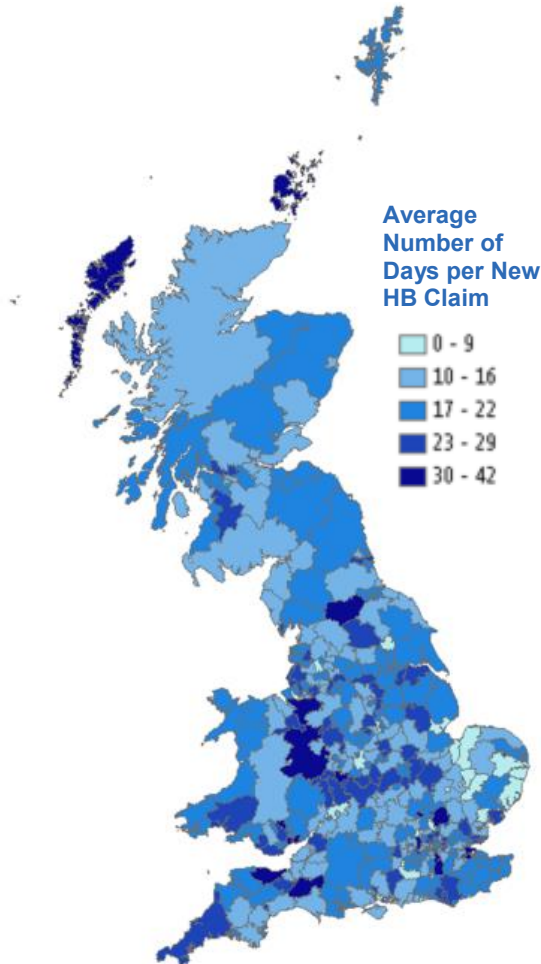 Average
Number of
Days per New
HB Claim
0 - 9
10 - 16
17 - 22
23 - 29
30 - 42